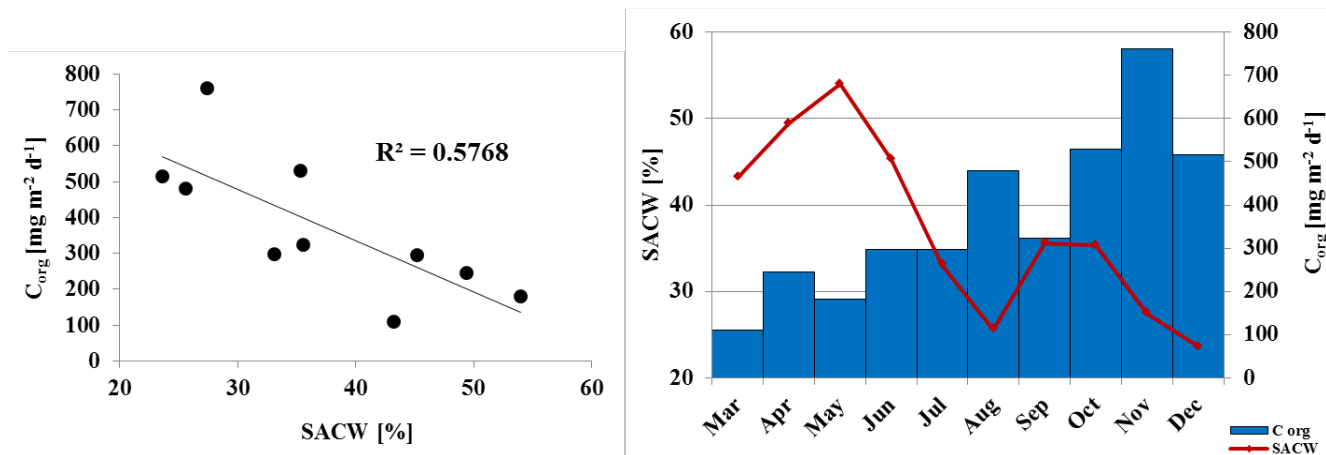 800
700
600
500
400
300
200
100
0
C_org [mg m⁻² d⁻¹]
R² = 0.5768
20 30 40 50 60
SACW [%]
60
50
40
30
20
SACW [%]
800
700
600
500
400
300
200
100
0
C_org [mg m⁻² d⁻¹]
Mar Apr May Jun Jul Aug Sep Oct Nov Dec
C org
SACW